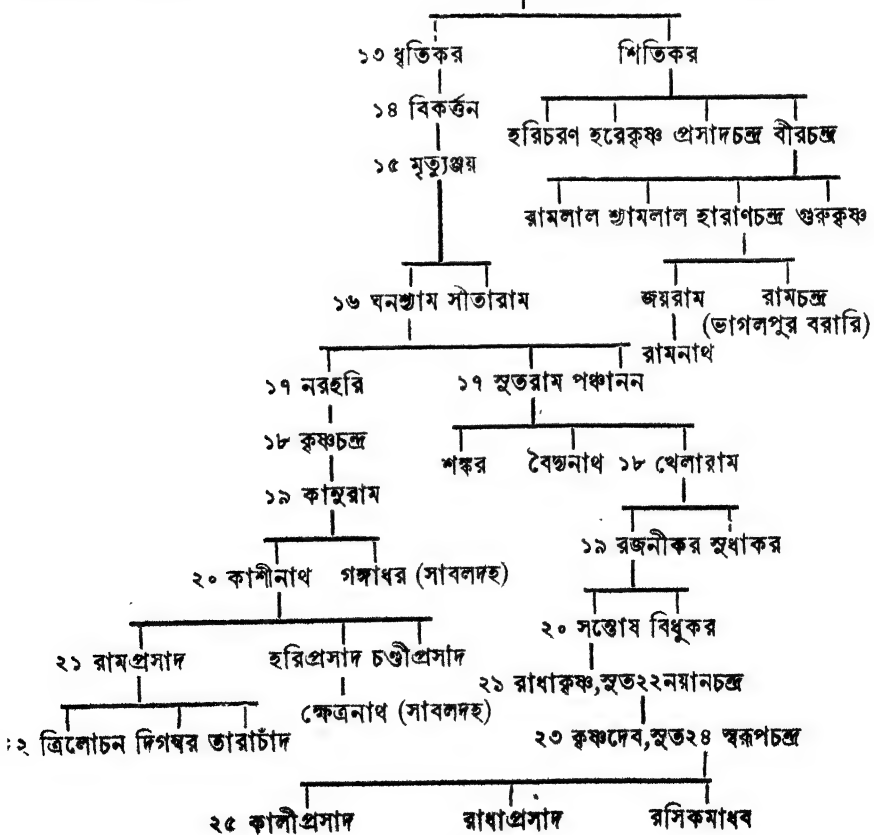 ১৩ ধৃতিকর শিতিকর
১৪ বিকর্ত্তন
হরিচরণ হরেকৃষ্ণ প্রসাদচন্দ্র বীরচন্দ্র
১৫ মৃত্যুঞ্জয়
রামলাল শ্যামলাল হারাণচন্দ্র গুরুকৃষ্ণ
১৬ ঘনশ্যাম সীতারাম জয়রাম রামচন্দ্র
(ভাগলপুর বরারি)
রামনাথ
১৭ নরহরি ১৭ সুতরাম পঞ্চানন
১৮ কৃষ্ণচন্দ্র
শঙ্কর বৈদ্যনাথ ১৮ খেলারাম
১৯ কানুরাম
১৯ রজনীকর সুধাকর
২০ কাশীনাথ গঙ্গাধর (সাবলদহ)
২০ সন্তোষ বিধুকর
২১ রামপ্রসাদ হরিপ্রসাদ চণ্ডীপ্রসাদ
২১ রাধাকৃষ্ণ,সুত২২নয়ানচন্দ্র
ক্ষেত্রনাথ (সাবলদহ)
২২ ত্রিলোচন দিগম্বর তারাচাঁদ ২৩ কৃষ্ণদেব,সুত২৪ স্বরূপচন্দ্র
২৫ কালীপ্রসাদ রাধাপ্রসাদ রসিকমাধব